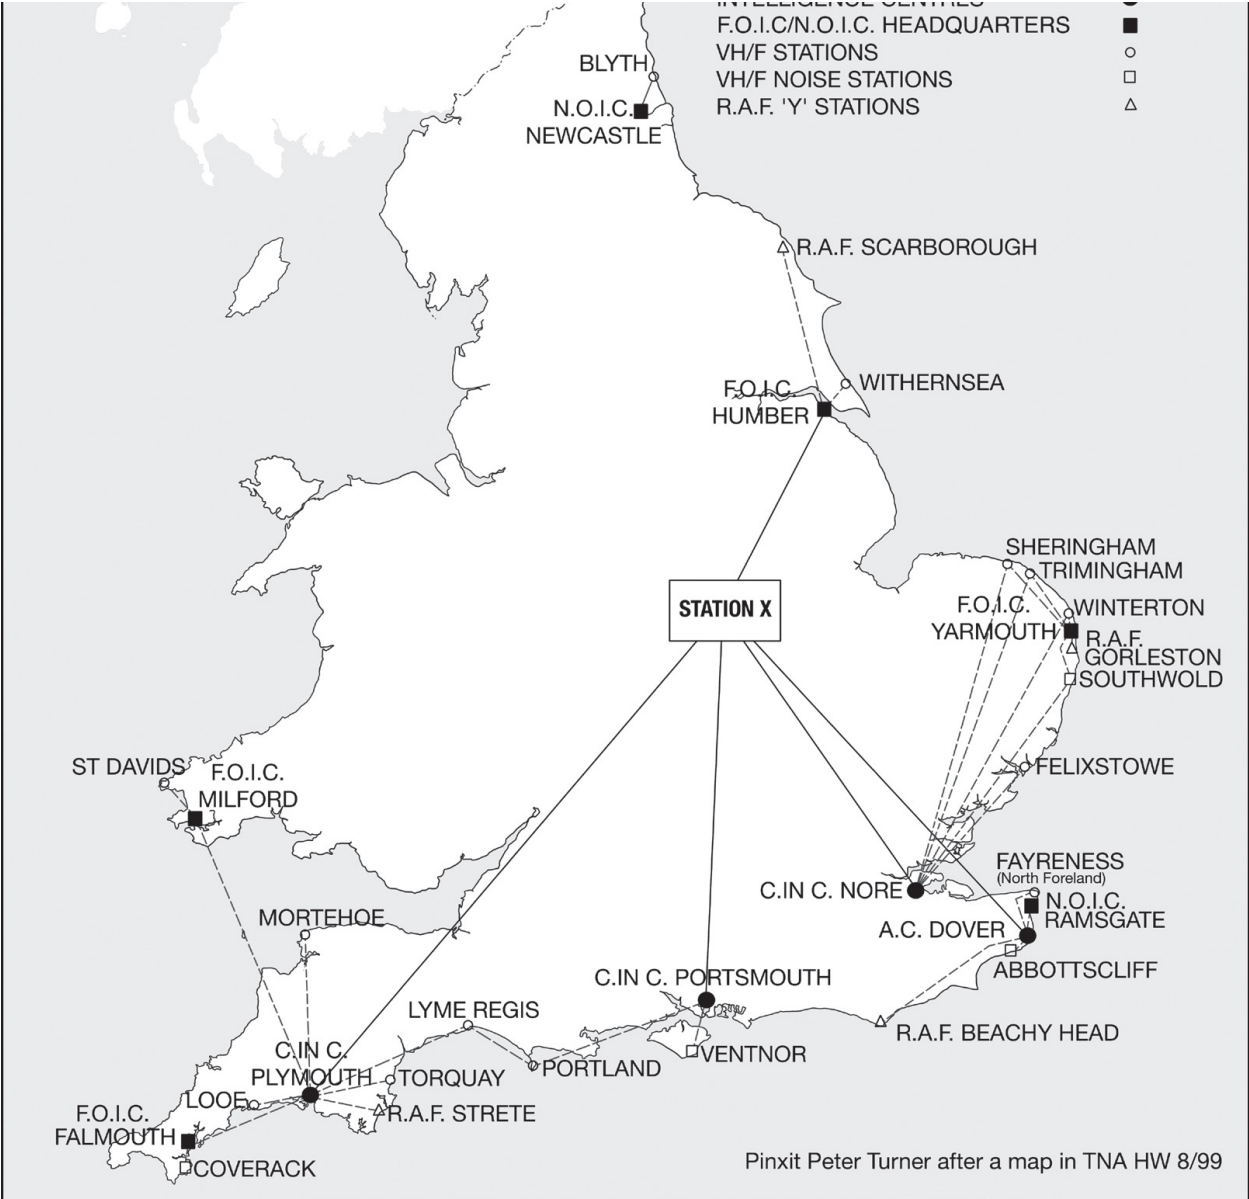 INTELLIGENCE CENTRES
F.O.I.C/N.O.I.C. HEADQUARTERS
VH/F STATIONS
VH/F NOISE STATIONS
R.A.F. 'Y' STATIONS
BLYTH
N.O.I.C.
NEWCASTLE
R.A.F. SCARBOROUGH
WITHERNSEA
F.O.I.C.
HUMBER
SHERINGHAM
TRIMINGHAM
STATION X
F.O.I.C.
YARMOUTH
WINTERTON
R.A.F.
GORLESTON
SOUTHWOLD
FELIXSTOWE
ST DAVIDS
F.O.I.C.
MILFORD
FAYRENESS
(North Foreland)
C.IN C. NORE
N.O.I.C.
RAMSGATE
A.C. DOVER
ABBOTTSCLIFF
MORTEHOE
C.IN C. PORTSMOUTH
LYME REGIS
R.A.F. BEACHY HEAD
VENTNOR
PORTLAND
C.IN C.
PLYMOUTH
TORQUAY
LOOE
R.A.F. STRETE
F.O.I.C.
FALMOUTH
COVERACK
Pinxit Peter Turner after a map in TNA HW 8/99